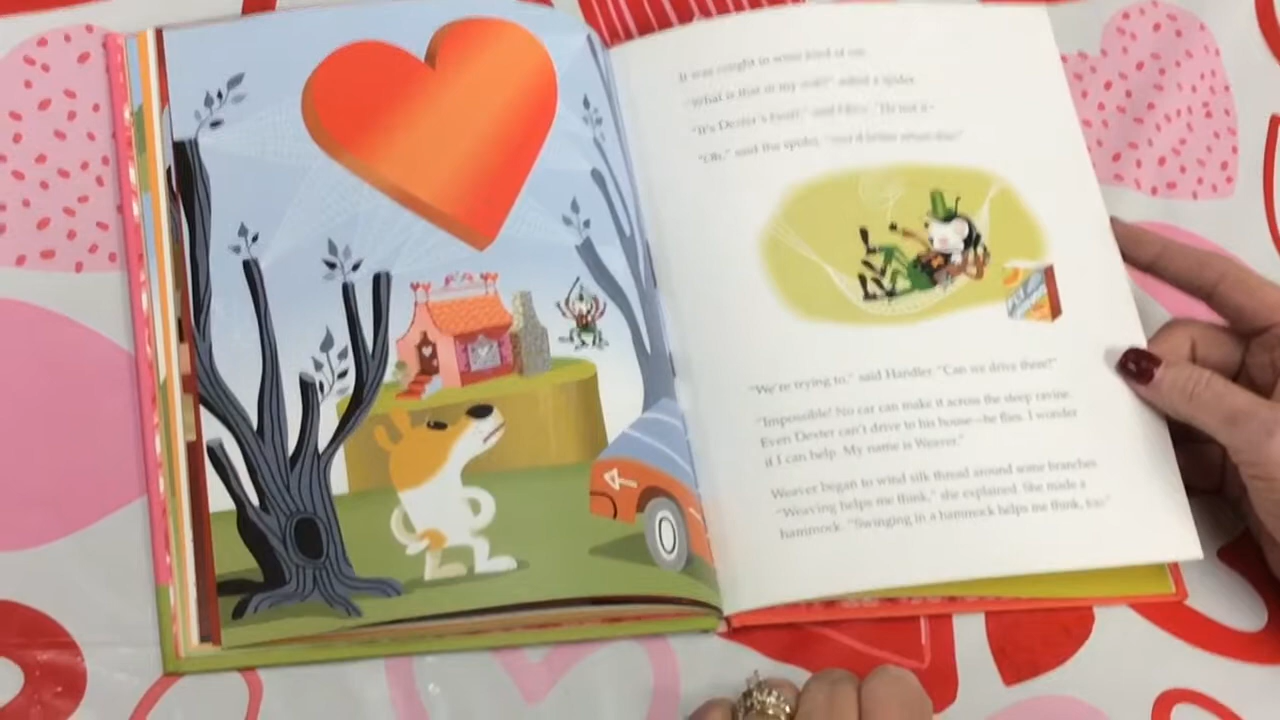 It was caught in some kind of net.
"What is that in my web?" asked a spider.
"It's Dexter's heart," said "He not a-
"Oh," said the spider,
"We're trying to," said Handler. "Can we drive there?"
"Impossible! No car can make it across the steep ravine.
Even Dexter can't drive to his house—he flies. I wonder
if I can help. My name is Weaver."
Weaver began to wind silk thread around some branches.
"Weaving helps me think," she explained. She made a
hammock. "Swinging in a hammock helps me think, too."